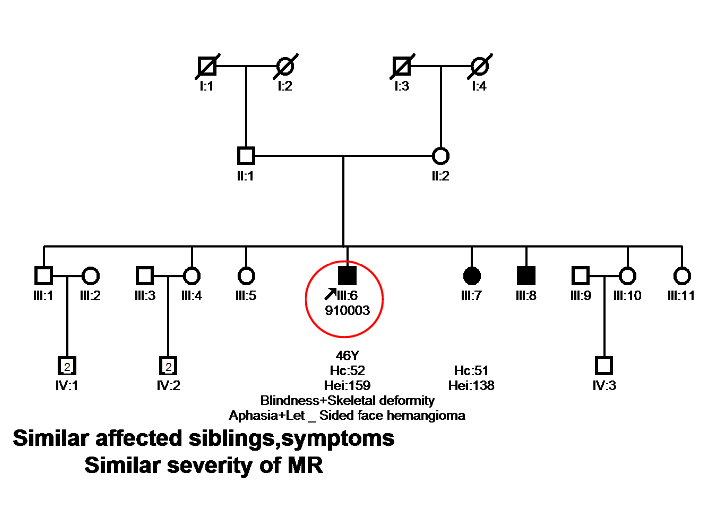 I:1 I:2 I:3 I:4
II:1 II:2
III:1 III:2 III:3 III:4 III:5 III:6 III:7 III:8 III:9 III:10 III:11
910003
2 2
IV:1 IV:2 IV:3
46Y
Hc:52 Hc:51
Hei:159 Hei:138
Blindness+Skeletal deformity
Aphasia+Let _ Sided face hemangioma
Similar affected siblings,symptoms
Similar severity of MR